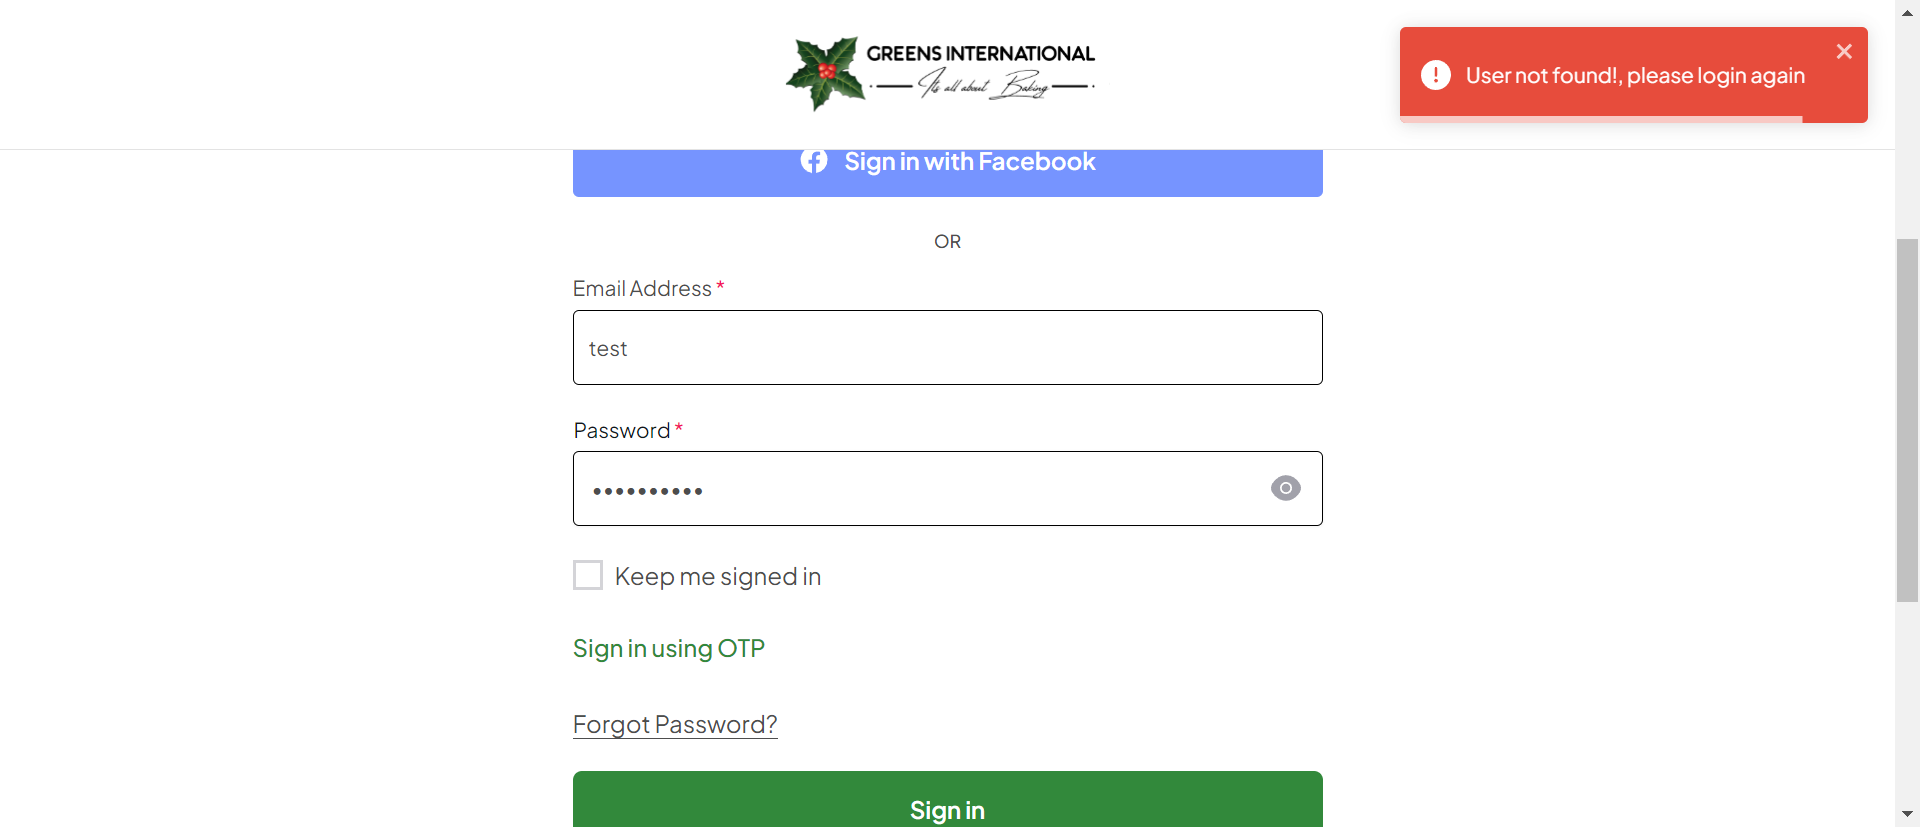 GREENS INTERNATIONAL
It's all about Baking
User not found!, please login again
Sign in with Facebook
OR
Email Address *
test
Password *
••••••••••
Keep me signed in
Sign in using OTP
Forgot Password?
Sign in